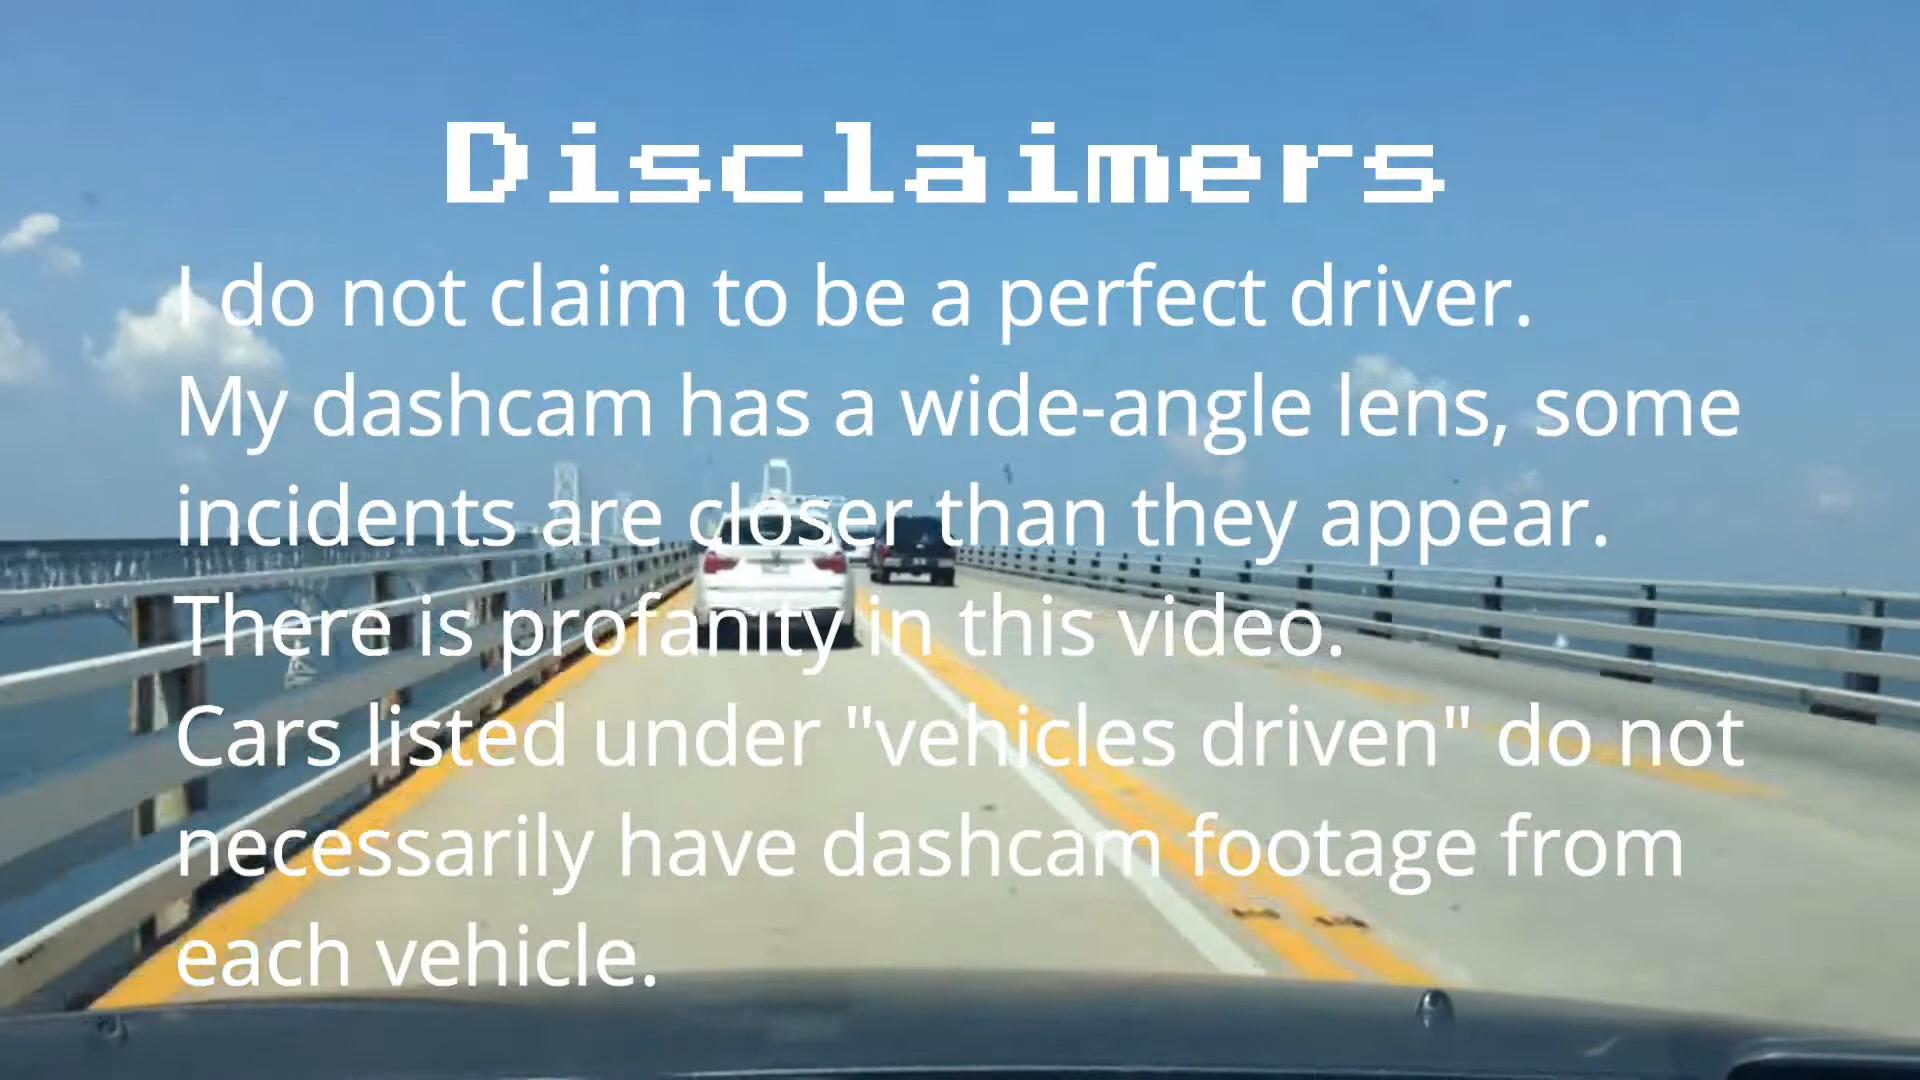 Disclaimers
I do not claim to be a perfect driver.
My dashcam has a wide-angle lens, some
incidents are closer than they appear.
There is profanity in this video.
Cars listed under "vehicles driven" do not
necessarily have dashcam footage from
each vehicle.